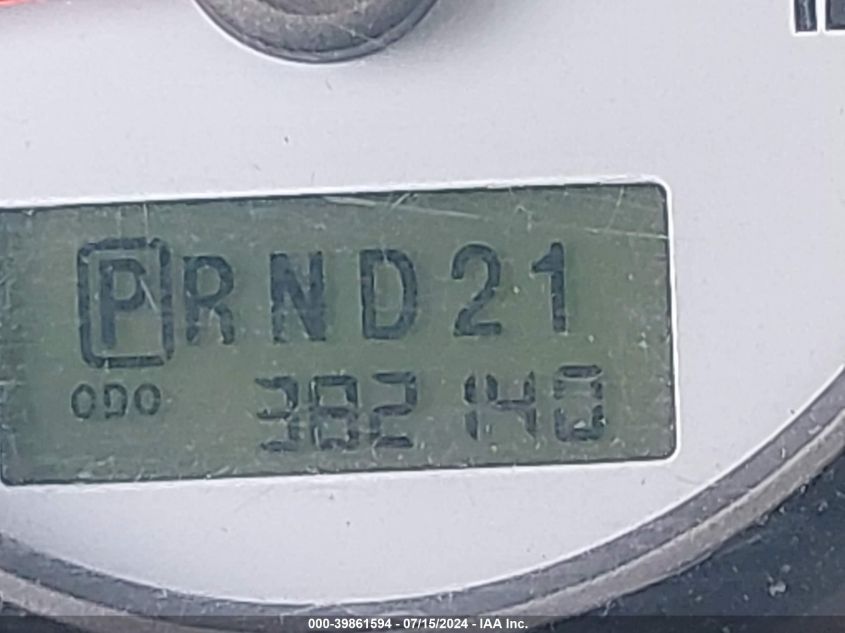 PRND21
ODO 382140
000-39861594 - 07/15/2024 - IAA Inc.